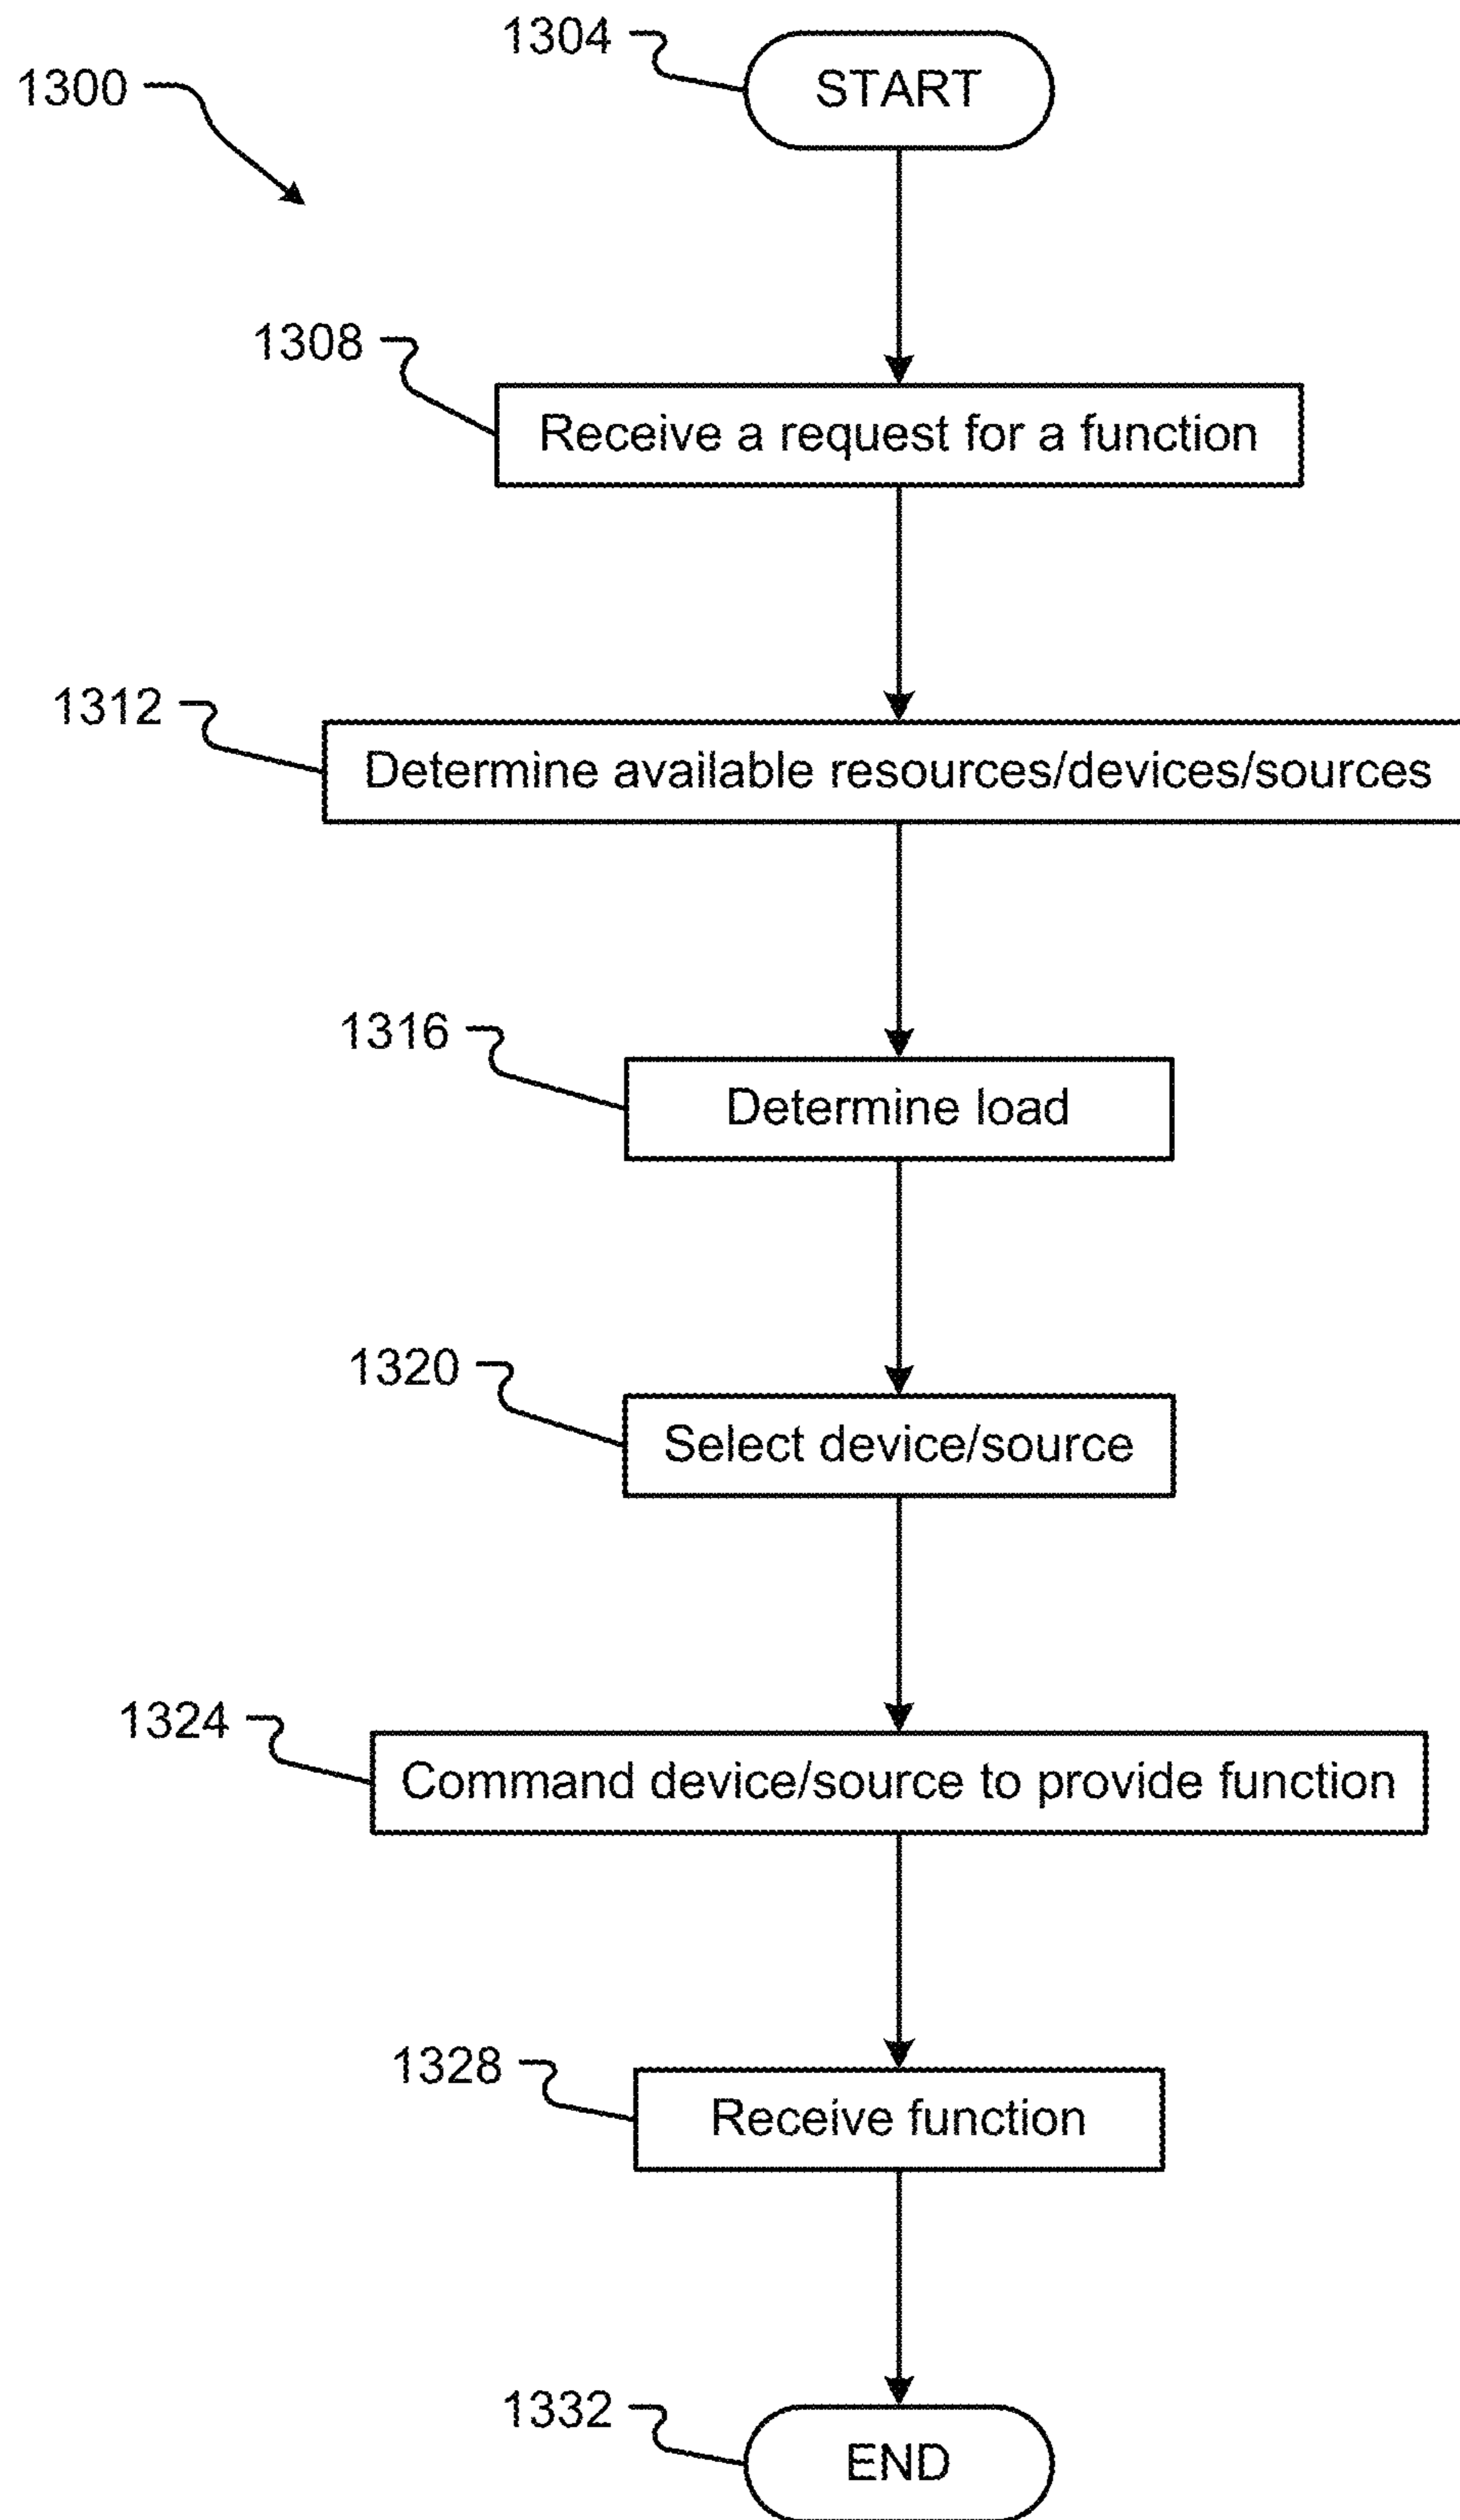 1304
START
1300
1308
Receive a request for a function
1312
Determine available resources/devices/sources
1316
Determine load
1320
Select device/source
1324
Command device/source to provide function
1328
Receive function
1332
END